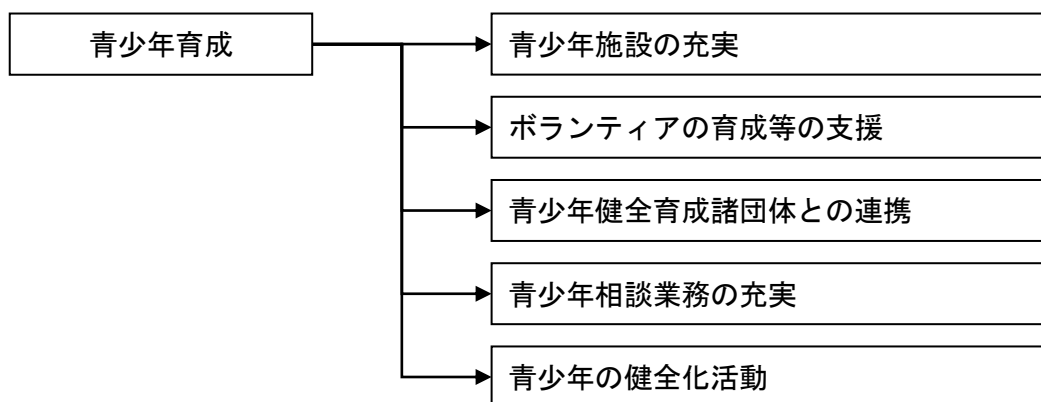 青少年育成
青少年施設の充実
ボランティアの育成等の支援
青少年健全育成諸団体との連携
青少年相談業務の充実
青少年の健全化活動